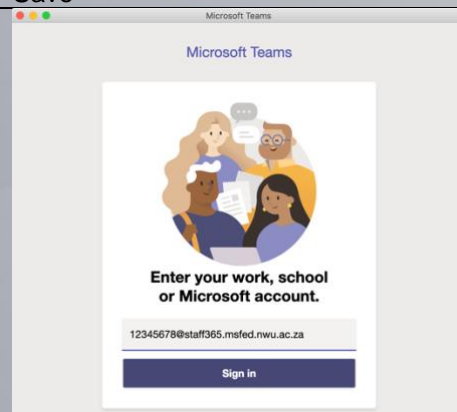 Save
Microsoft Teams
Microsoft Teams
Enter your work, school
or Microsoft account.
12345678@staff365.msfed.nwu.ac.za
Sign in